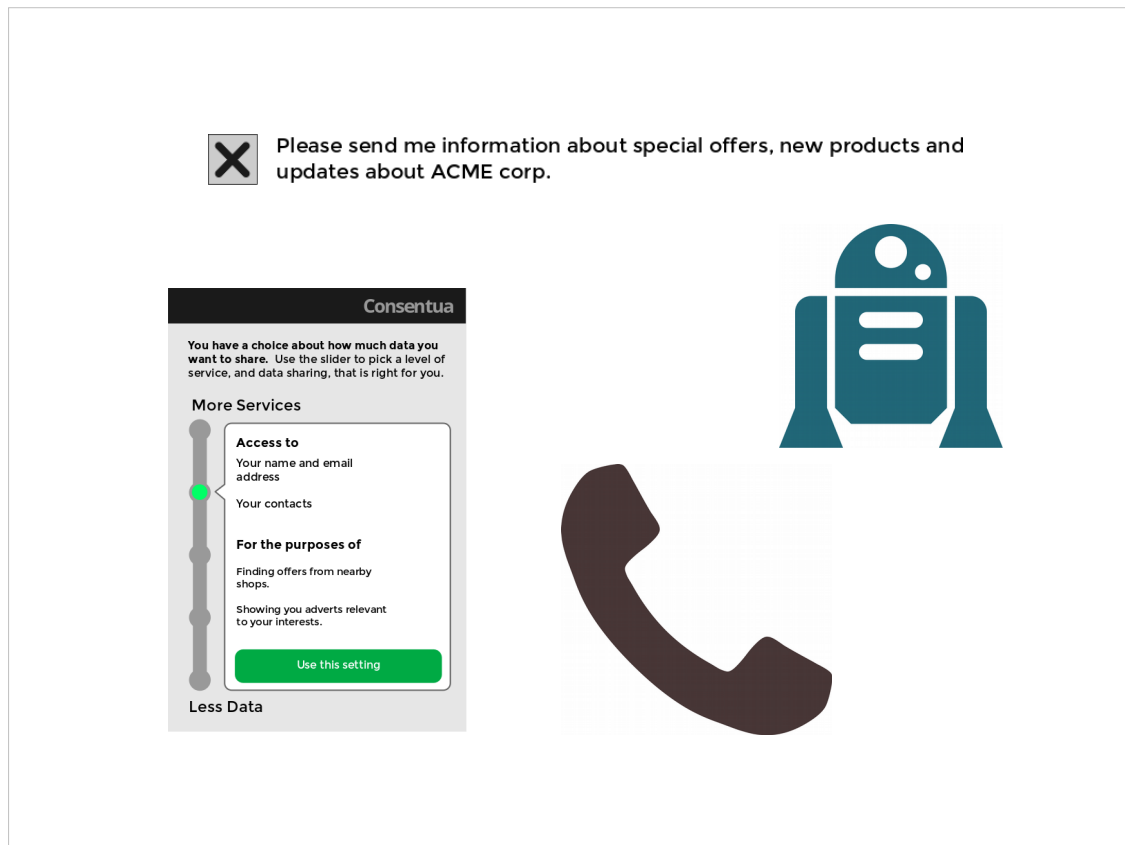 Please send me information about special offers, new products and
updates about ACME corp.
Consentua
You have a choice about how much data you
want to share. Use the slider to pick a level of
service, and data sharing, that is right for you.
More Services
Access to
Your name and email
address
Your contacts
For the purposes of
Finding offers from nearby
shops.
Showing you adverts relevant
to your interests.
Use this setting
Less Data